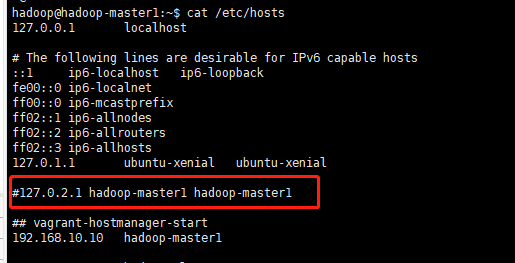 hadoop@hadoop-master1:~$ cat /etc/hosts
127.0.0.1       localhost
# The following lines are desirable for IPv6 capable hosts
::1     ip6-localhost   ip6-loopback
fe00::0 ip6-localnet
ff00::0 ip6-mcastprefix
ff02::1 ip6-allnodes
ff02::2 ip6-allrouters
ff02::3 ip6-allhosts
127.0.1.1       ubuntu-xenial   ubuntu-xenial
#127.0.2.1 hadoop-master1 hadoop-master1
## vagrant-hostmanager-start
192.168.10.10   hadoop-master1